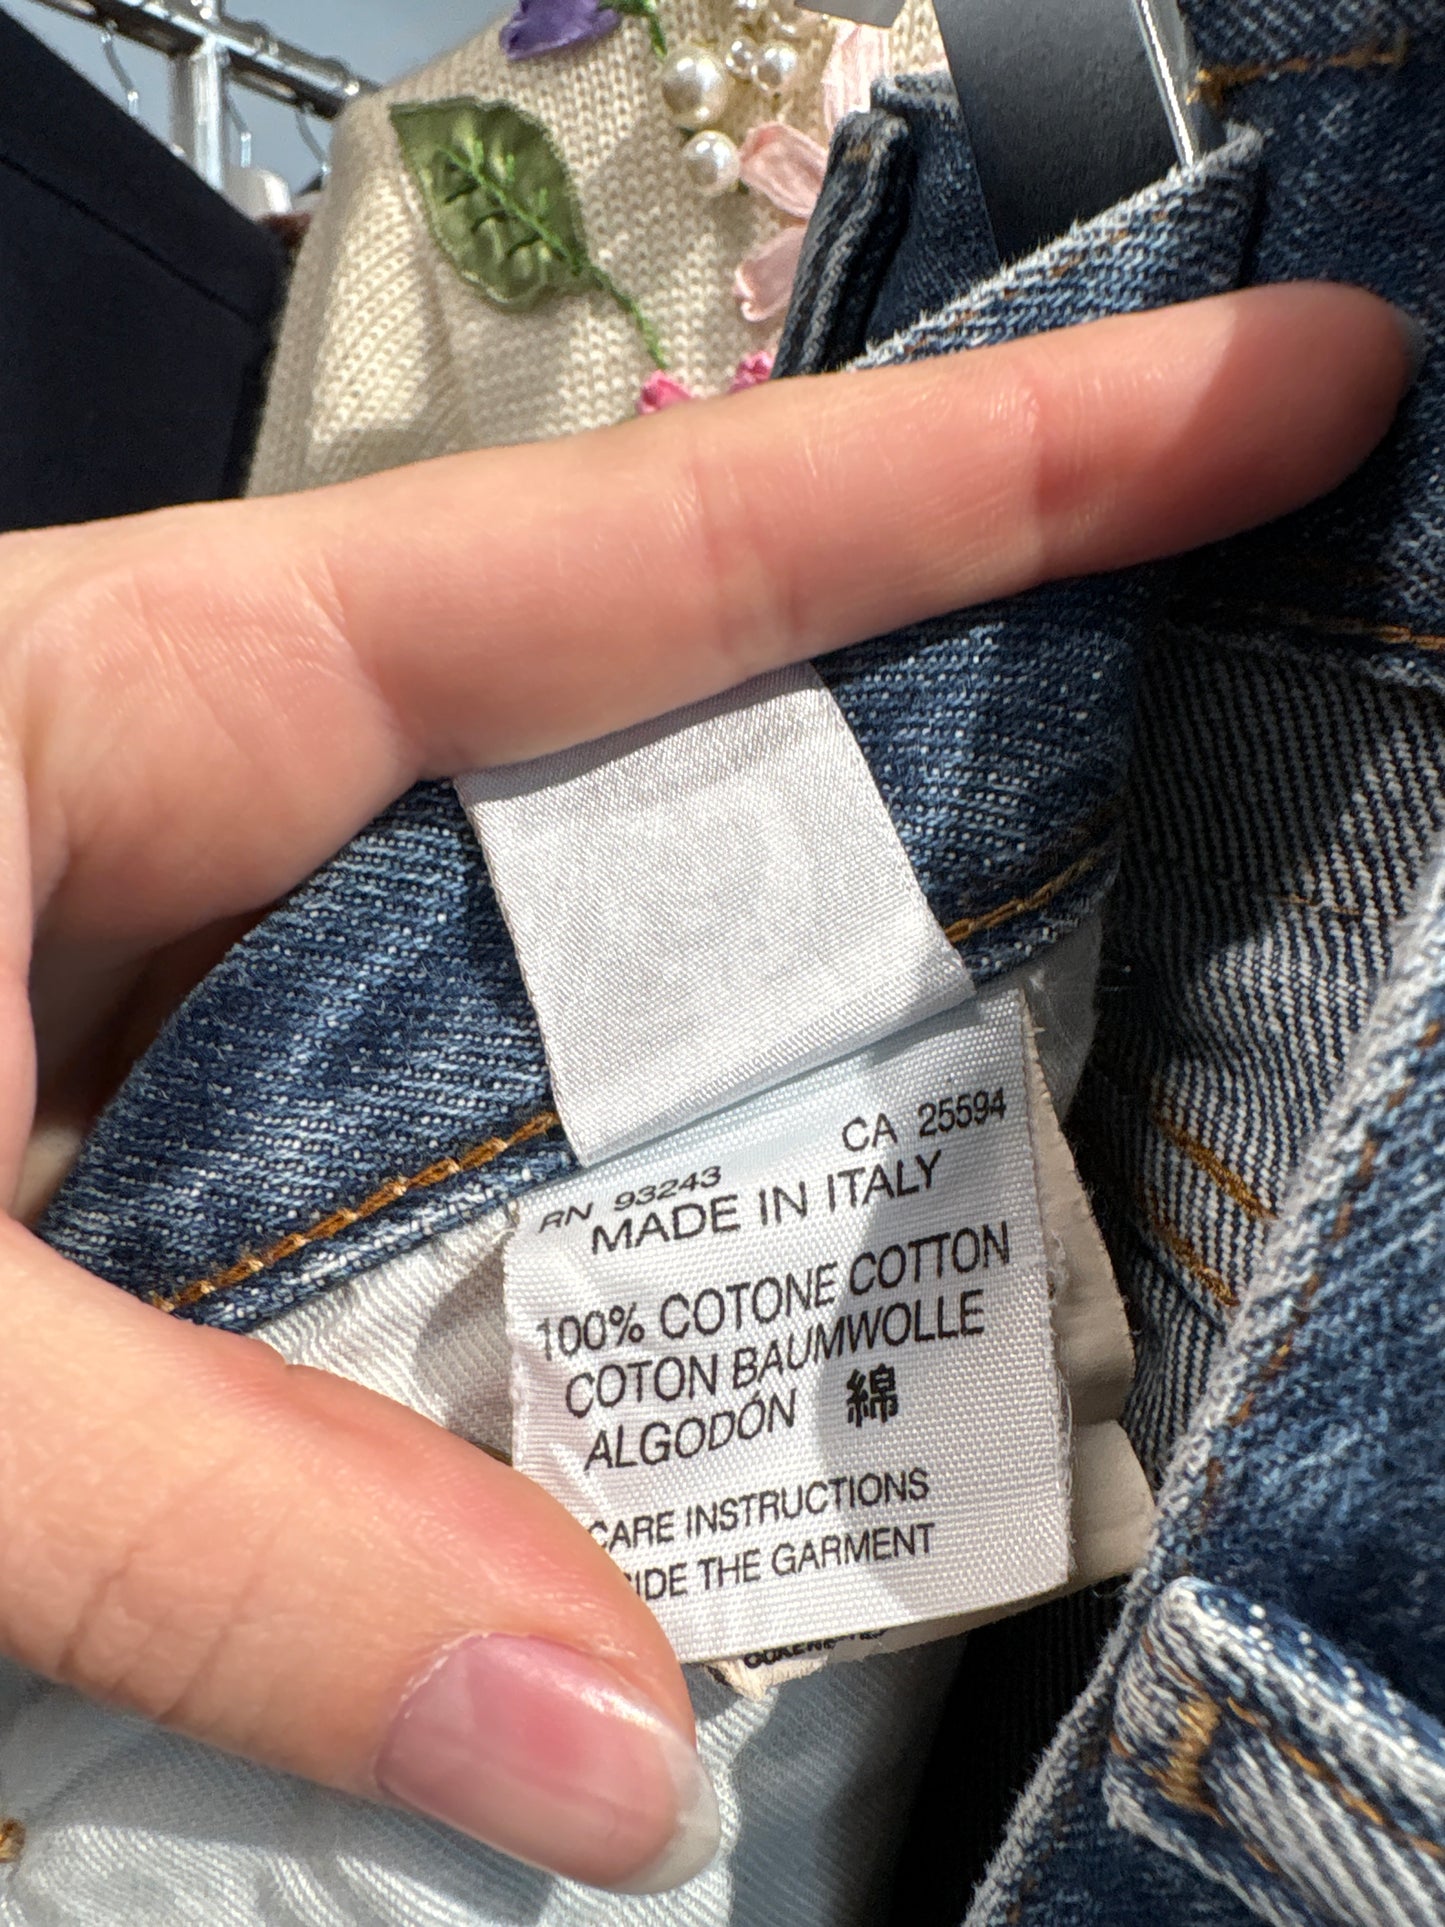 RN 93243 CA 25594
MADE IN ITALY
100% COTONE COTTON
COTON BAUMWOLLE
ALGODÓN 綿
CARE INSTRUCTIONS
THE GARMENT